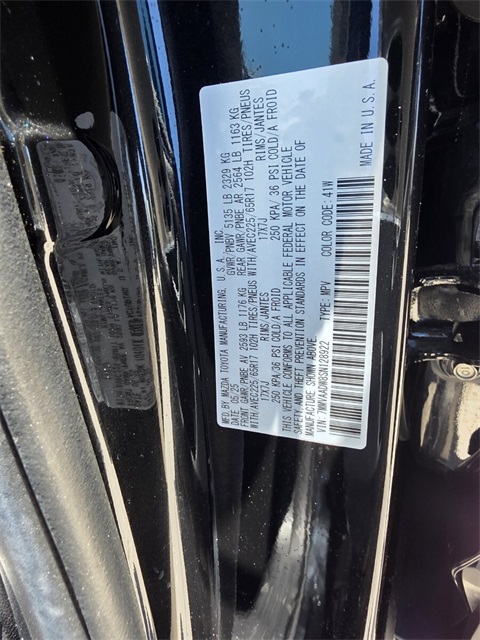 MFD. BY MAZDA TOYOTA MANUFACTURING, U.S.A., INC.
DATE 05/25 GVWR/PNBV 5135 LB 2329 KG
FRONT GAWR/PNBE AV 2593 LB 1176 KG REAR GAWR/PNBE AR 2564 LB 1163 KG
WITH/AVEC 225/65R17 102H TIRES/PNEUS WITH/AVEC 225/65R17 102H TIRES/PNEUS
17X7J RIMS/JANTES 17X7J RIMS/JANTES
250 KPA/36 PSI COLD/A FROID 250 KPA/36 PSI COLD/A FROID
THIS VEHICLE CONFORMS TO ALL APPLICABLE FEDERAL MOTOR VEHICLE
SAFETY AND THEFT PREVENTION STANDARDS IN EFFECT ON THE DATE OF
MANUFACTURE SHOWN ABOVE.
VIN: TYPE: MPV COLOR CODE: 41W
MADE IN U.S.A.